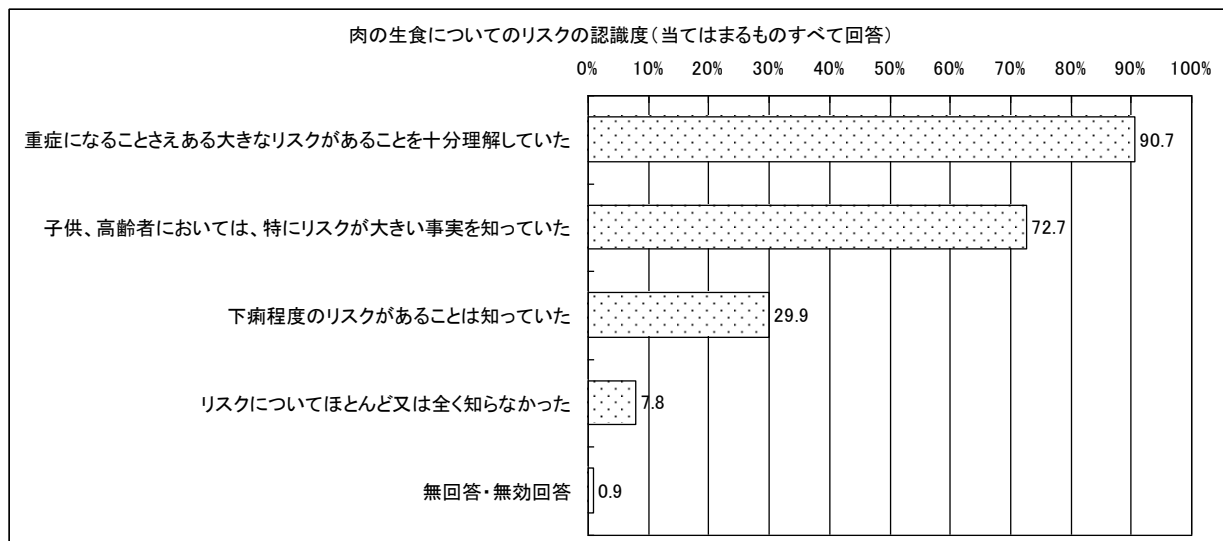 肉の生食についてのリスクの認識度(当てはまるものすべて回答)
0% 10% 20% 30% 40% 50% 60% 70% 80% 90% 100%
重症になることさえある大きなリスクがあることを十分理解していた 90.7
子供、高齢者においては、特にリスクが大きい事実を知っていた 72.7
下痢程度のリスクがあることは知っていた 29.9
リスクについてほとんど又は全く知らなかった 7.8
無回答・無効回答 0.9